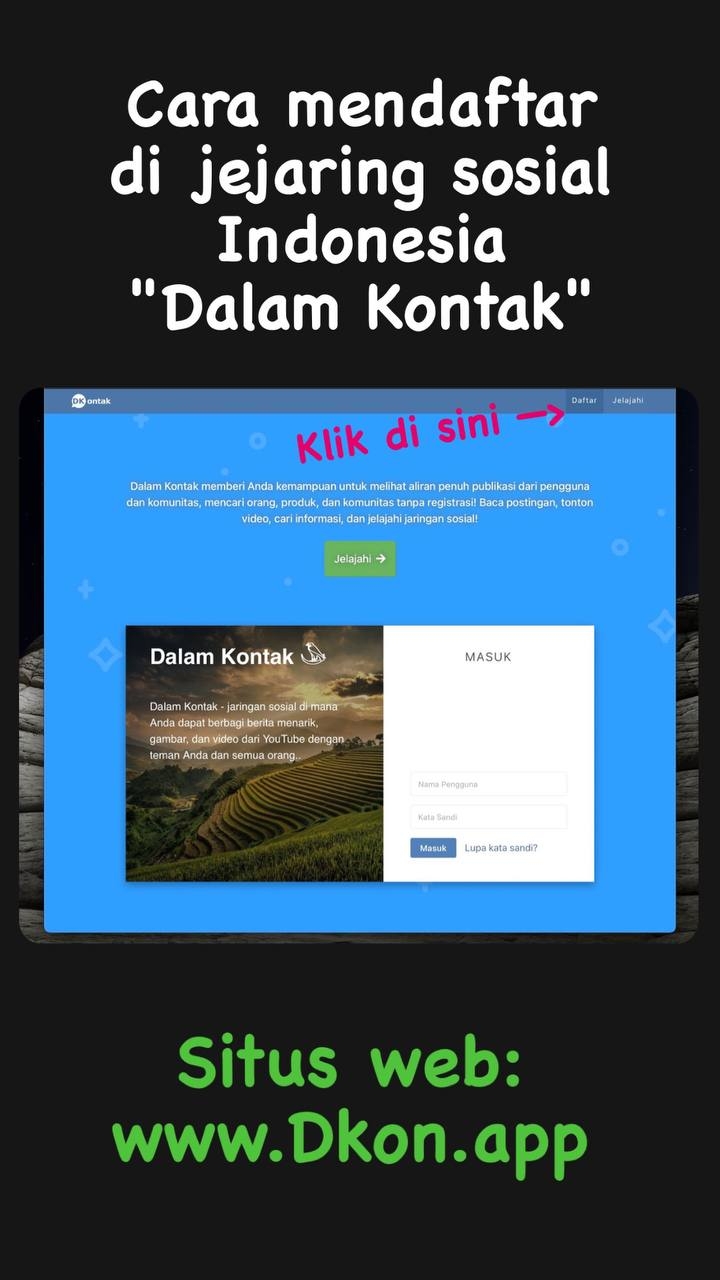 Cara mendaftar
di jejaring sosial
Indonesia
"Dalam Kontak"
DKontak
Daftar
Jelajahi
Klik di sini
Dalam Kontak memberi Anda kemampuan untuk melihat aliran penuh publikasi dari pengguna
dan komunitas, mencari orang, produk, dan komunitas tanpa registrasi! Baca postingan, tonton
video, cari informasi, dan jelajahi jaringan sosial!
Jelajahi
Dalam Kontak
Dalam Kontak - jaringan sosial di mana
Anda dapat berbagi berita menarik,
gambar, dan video dari YouTube dengan
teman Anda dan semua orang..
MASUK
Nama Pengguna
Kata Sandi
Masuk
Lupa kata sandi?
Situs web:
www.Dkon.app